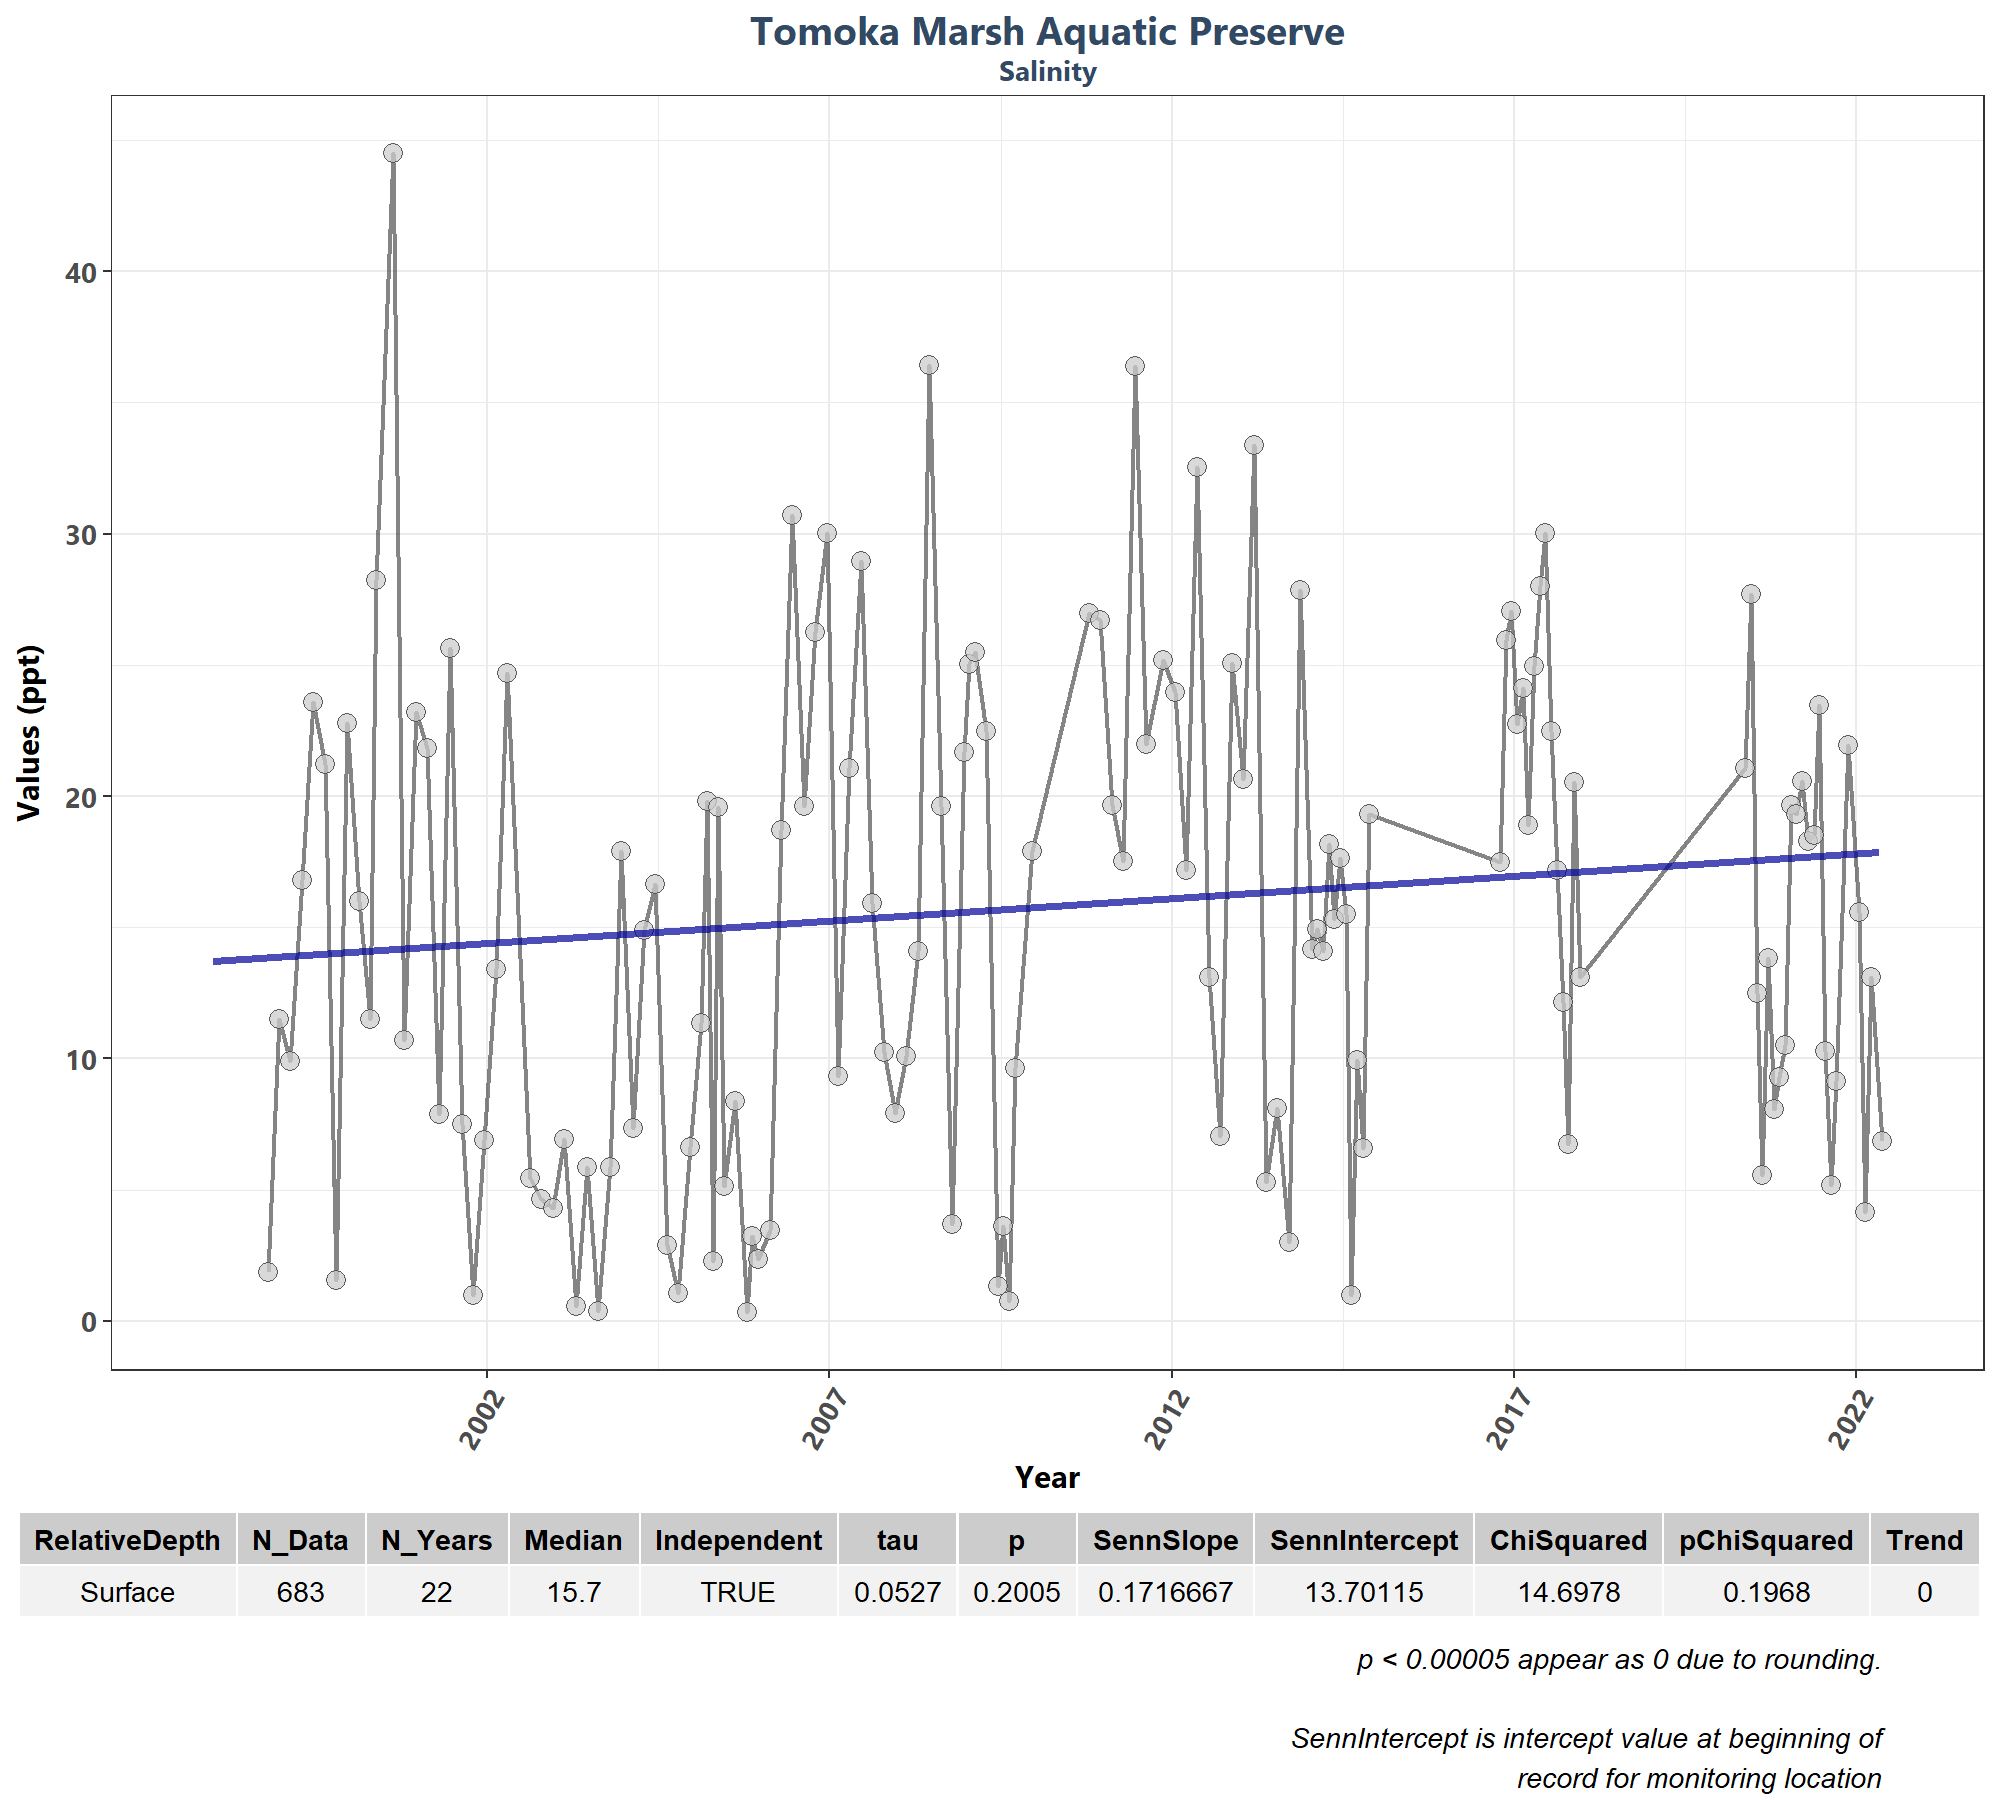 Tomoka Marsh Aquatic Preserve
Salinity
Values (ppt)
40
30
20
10
0
2002 2007 2012 2017 2022
Year
RelativeDepth N_Data N_Years Median Independent tau p SennSlope SennIntercept ChiSquared pChiSquared Trend
Surface 683 22 15.7 TRUE 0.0527 0.2005 0.1716667 13.70115 14.6978 0.1968 0
p < 0.00005 appear as 0 due to rounding.
SennIntercept is intercept value at beginning of
record for monitoring location